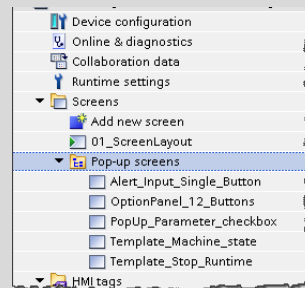 Device configuration
Online & diagnostics
Collaboration data
Runtime settings
Screens
Add new screen
01_ScreenLayout
Pop-up screens
Alert_Input_Single_Button
OptionPanel_12_Buttons
PopUp_Parameter_checkbox
Template_Machine_state
Template_Stop_Runtime
HMI tags